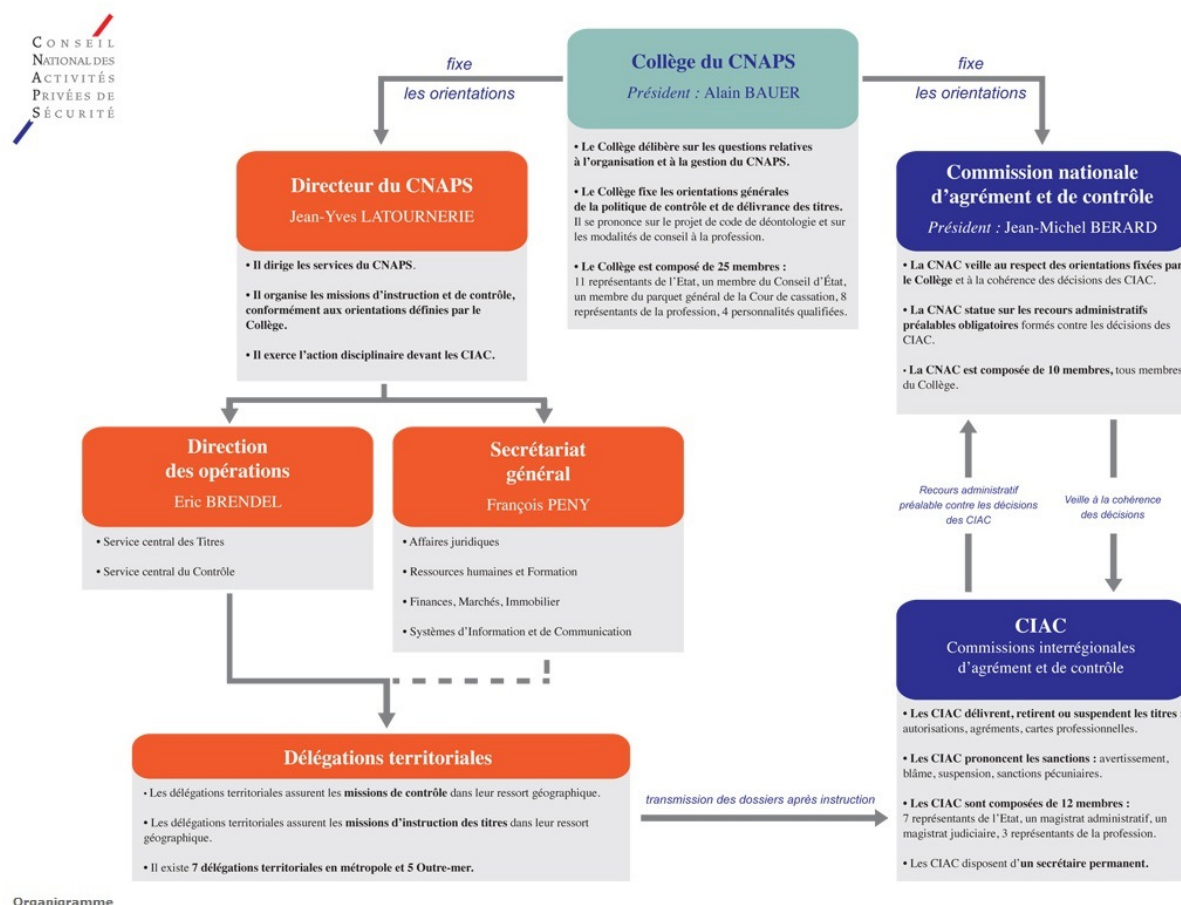 CONSEIL
NATIONAL DES
ACTIVITÉS
PRIVÉES DE
SÉCURITÉ
fixe
les orientations
Collège du CNAPS
Président : Alain BAUER
• Le Collège délibère sur les questions relatives
à l'organisation et à la gestion du CNAPS.
• Le Collège fixe les orientations générales
de la politique de contrôle et de délivrance des titres.
Il se prononce sur le projet de code de déontologie et sur
les modalités de conseil à la profession.
• Le Collège est composé de 25 membres :
11 représentants de l'Etat, un membre du Conseil d'État,
un membre du parquet général de la Cour de cassation, 8
représentants de la profession, 4 personnalités qualifiées.
fixe
les orientations
Directeur du CNAPS
Jean-Yves LATOURNERIE
• Il dirige les services du CNAPS.
• Il organise les missions d'instruction et de contrôle,
conformément aux orientations définies par le
Collège.
• Il exerce l'action disciplinaire devant les CIAC.
Commission nationale
d'agrément et de contrôle
Président : Jean-Michel BERARD
• La CNAC veille au respect des orientations fixées par
le Collège et à la cohérence des décisions des CIAC.
• La CNAC statue sur les recours administratifs
préalables obligatoires formés contre les décisions des
CIAC.
• La CNAC est composée de 10 membres, tous membres
du Collège.
Direction
des opérations
Eric BRENDEL
• Service central des Titres
• Service central du Contrôle
Secrétariat
général
François PENY
• Affaires juridiques
• Ressources humaines et Formation
• Finances, Marchés, Immobilier
• Systèmes d'Information et de Communication
Recours administratif
préalable contre les décisions
des CIAC
Veille à la cohérence
des décisions
CIAC
Commissions interrégionales
d'agrément et de contrôle
• Les CIAC délivrent, retirent ou suspendent les titres :
autorisations, agréments, cartes professionnelles.
• Les CIAC prononcent les sanctions : avertissement,
blâme, suspension, sanctions pécuniaires.
• Les CIAC sont composées de 12 membres :
7 représentants de l'Etat, un magistrat administratif, un
magistrat judiciaire, 3 représentants de la profession.
• Les CIAC disposent d'un secrétaire permanent.
Délégations territoriales
• Les délégations territoriales assurent les missions de contrôle dans leur ressort géographique.
• Les délégations territoriales assurent les missions d'instruction des titres dans leur ressort
géographique.
• Il existe 7 délégations territoriales en métropole et 5 Outre-mer.
transmission des dossiers après instruction
Organigramme